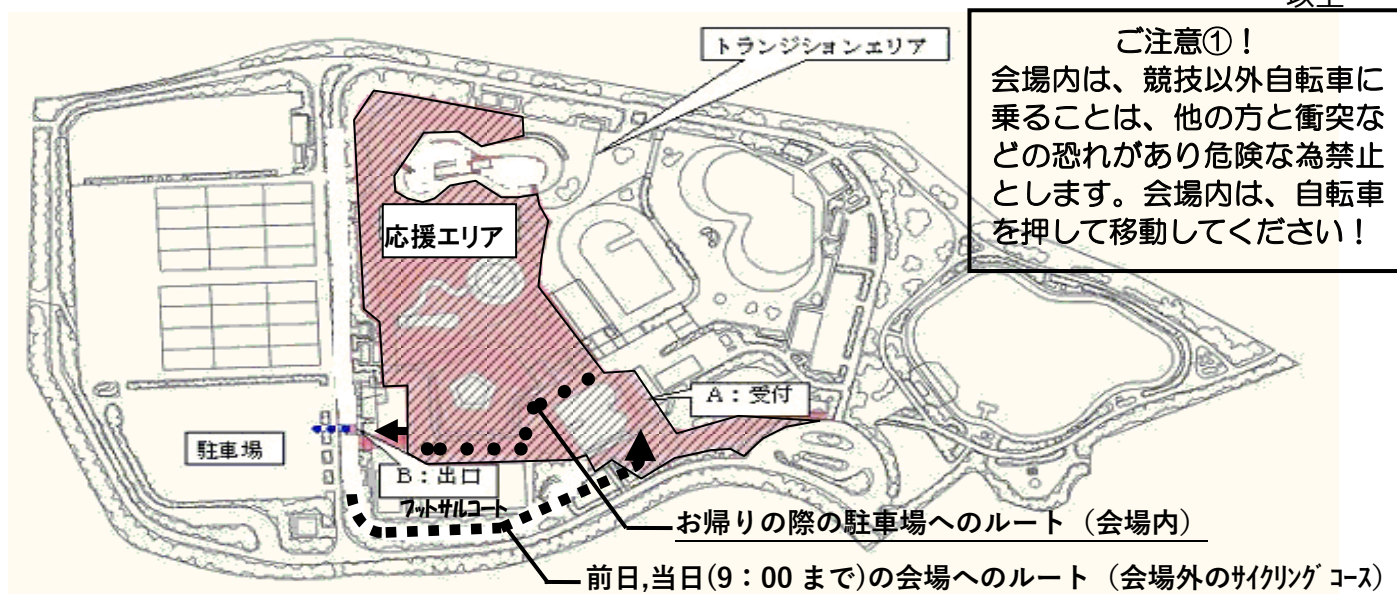 以上
トランジションエリア
ご注意①！
会場内は、競技以外自転車に
乗ることは、他の方と衝突な
どの恐れがあり危険な為禁止
とします。会場内は、自転車
を押して移動してください！
応援エリア
A：受付
駐車場
B：出口
フットサルコート
お帰りの際の駐車場へのルート（会場内）
前日,当日(9：00 まで)の会場へのルート（会場外のｻｲｸﾘﾝｸﾞｺｰｽ）